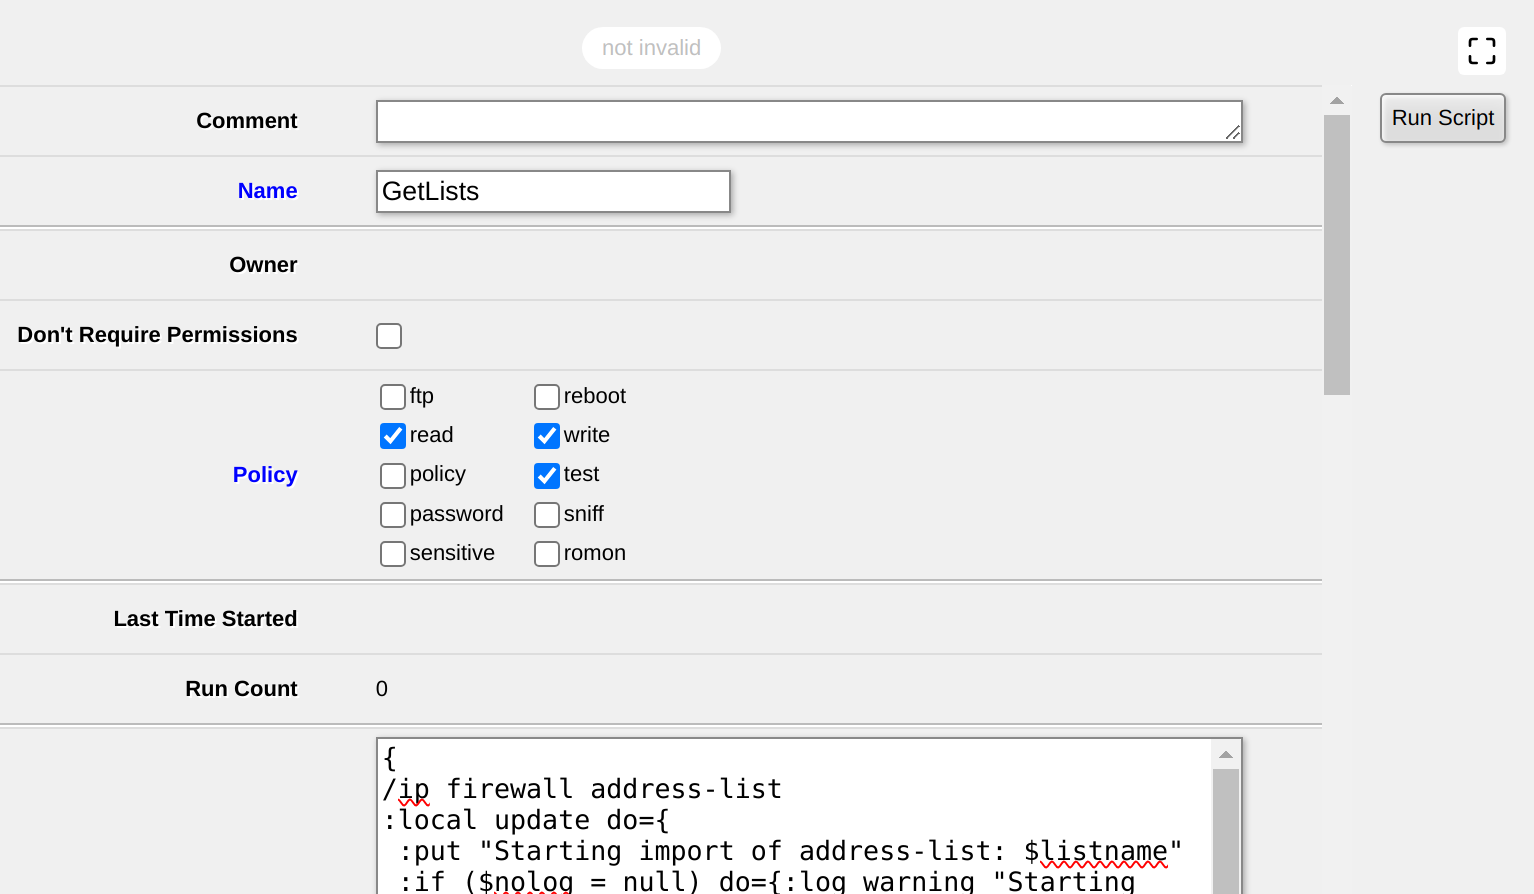 not invalid
Run Script
Comment
Name GetLists
Owner
Don't Require Permissions
ftp reboot
read write
Policy policy test
password sniff
sensitive romon
Last Time Started
Run Count 0
{
/ip firewall address-list
:local update do={
:put "Starting import of address-list: $listname"
:if ($nolog = null) do={:log warning "Starting